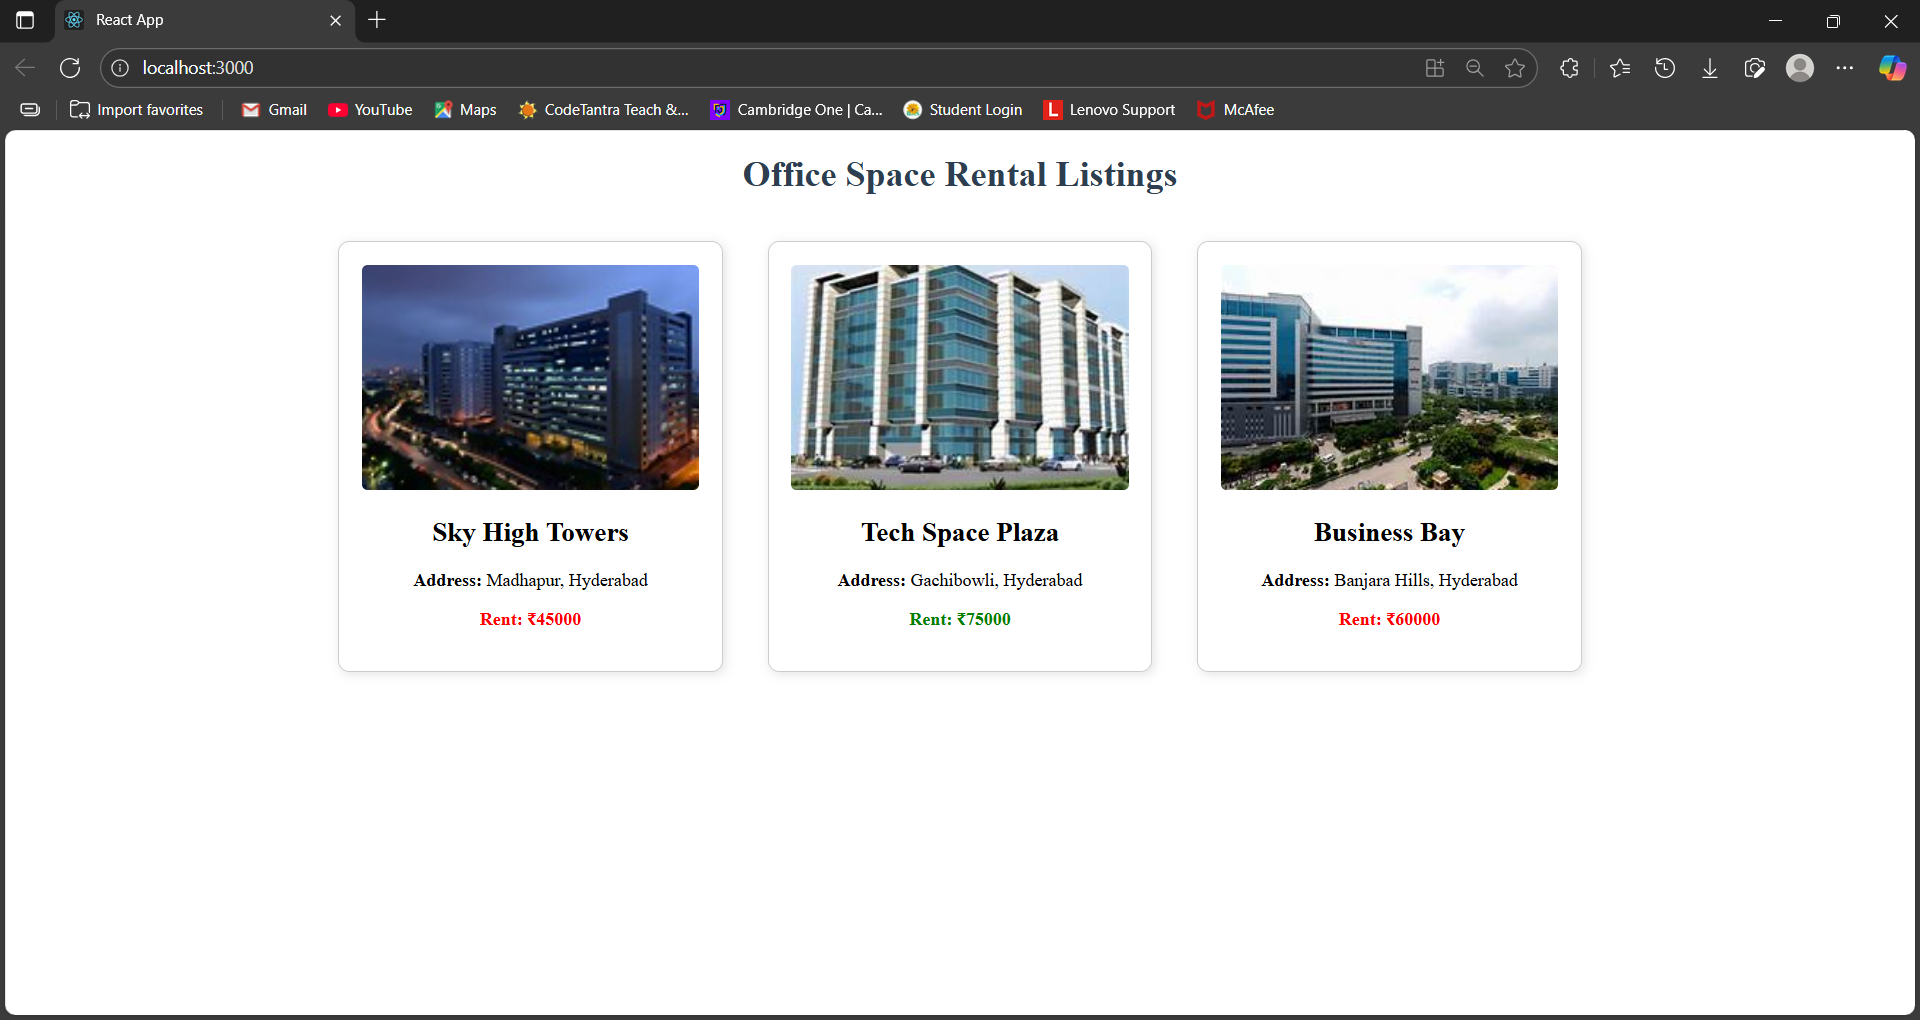 React App
localhost:3000
Import favorites
Gmail
YouTube
Maps
CodeTantra Teach &...
Cambridge One | Ca...
Student Login
L Lenovo Support
McAfee
Office Space Rental Listings
Sky High Towers
Address: Madhapur, Hyderabad
Rent: ₹45000
Tech Space Plaza
Address: Gachibowli, Hyderabad
Rent: ₹75000
Business Bay
Address: Banjara Hills, Hyderabad
Rent: ₹60000